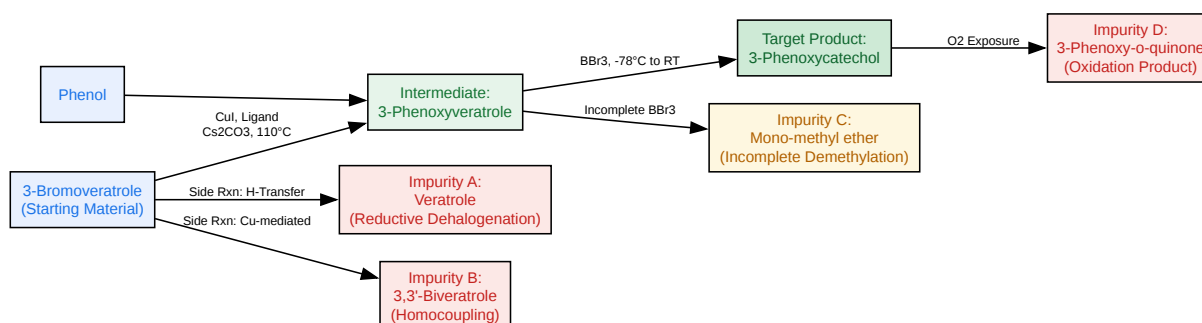 Phenol
3-Bromoveratrole
(Starting Material)
CuI, Ligand
Cs2CO3, 110°C
Side Rxn: H-Transfer
Side Rxn: Cu-mediated
Intermediate:
3-Phenoxyveratrole
Impurity A:
Veratrole
(Reductive Dehalogenation)
Impurity B:
3,3'-Biveratrole
(Homocoupling)
BBr3, -78°C to RT
Incomplete BBr3
Target Product:
3-Phenoxycatechol
Impurity C:
Mono-methyl ether
(Incomplete Demethylation)
O2 Exposure
Impurity D:
3-Phenoxy-o-quinone
(Oxidation Product)